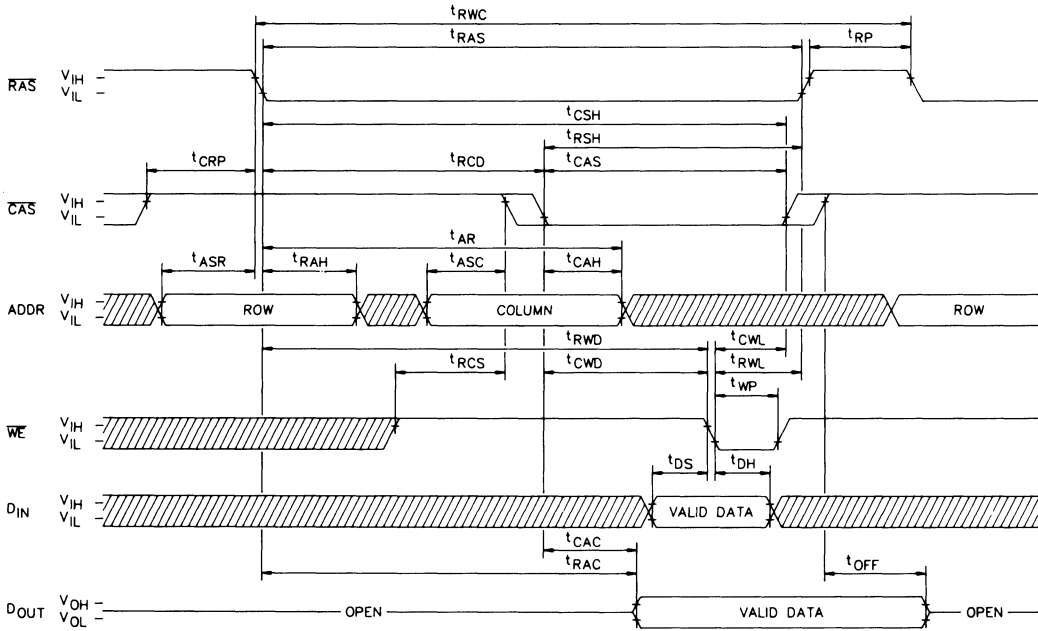 tRWC
tRAS
tRP
RAS
VIH
VIL
tCSH
tRSH
tCRP
tRCD
tCAS
CAS
VIH
VIL
tAR
tASR
tRAH
tASC
tCAH
ADDR
VIH
VIL
ROW
COLUMN
ROW
tRWD
tCWL
tRCS
tCWD
tRWL
tWP
WE
VIH
VIL
tDS
tDH
DIN
VIH
VIL
VALID DATA
tCAC
tRAC
tOFF
DOUT
VOH
VOL
OPEN
VALID DATA
OPEN